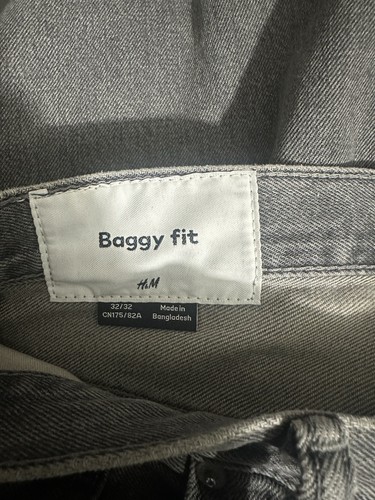 Baggy fit
H&M
32/32
CN175/82A
Made in
Bangladesh